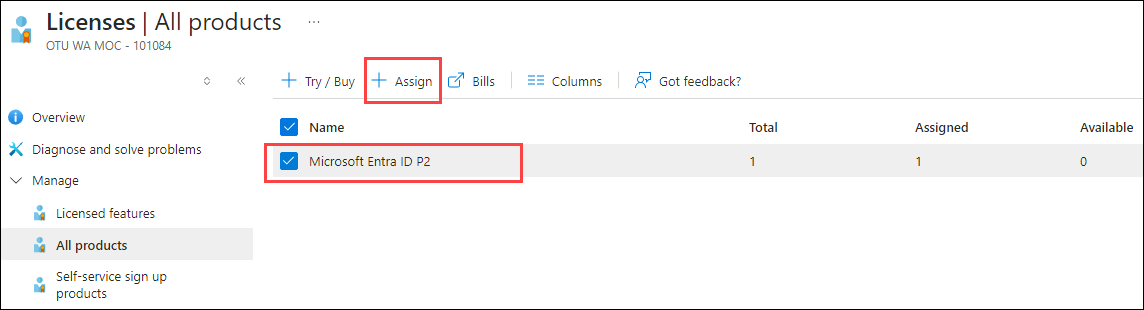 Licenses | All products ...
OTU WA MOC - 101084
Try / Buy Assign Bills Columns Got feedback?
Overview
Diagnose and solve problems
Manage
Licensed features
All products
Self-service sign up
products
Name Total Assigned Available
Microsoft Entra ID P2 1 1 0